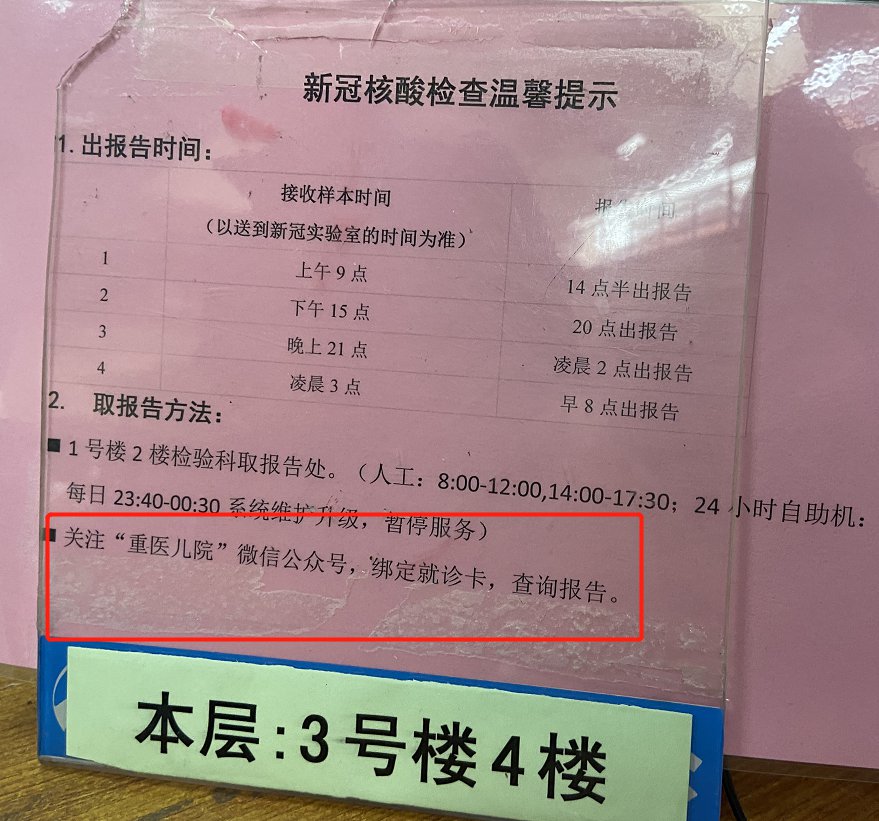 新冠核酸检查温馨提示
1. 出报告时间：
接收样本时间
（以送到新冠实验室的时间为准）
报告时间
1 上午 9 点 14 点半出报告
2 下午 15 点 20 点出报告
3 晚上 21 点 凌晨 2 点出报告
4 凌晨 3 点 早 8 点出报告
2. 取报告方法：
■ 1 号楼 2 楼检验科取报告处。（人工：8:00-12:00,14:00-17:30；24 小时自助机：
每日 23:40-00:30 系统维护升级，暂停服务）
■ 关注“重医儿院”微信公众号，绑定就诊卡，查询报告。
本层:3号楼4楼